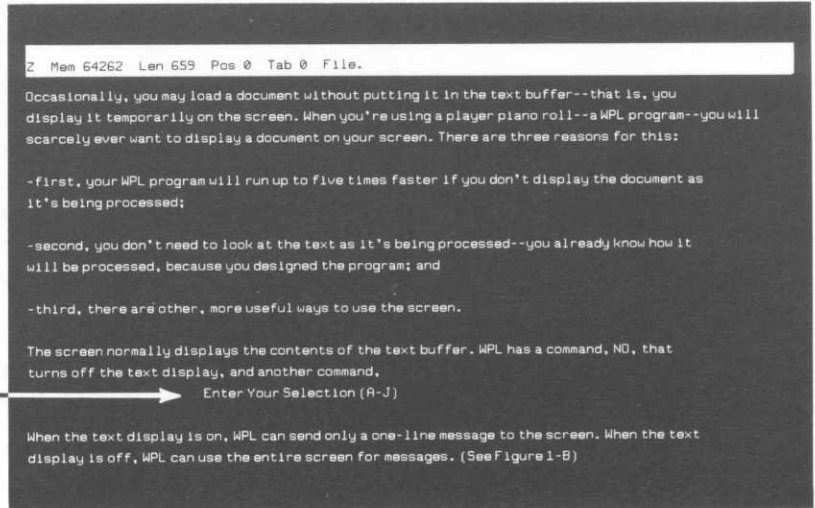 Z Mem 64262 Len 659 Pos 0 Tab 0 File.
Occasionally, you may load a document without putting it in the text buffer--that is, you
display it temporarily on the screen. When you're using a player piano roll--a WPL program--you will
scarcely ever want to display a document on your screen. There are three reasons for this:
-first, your WPL program will run up to five times faster if you don't display the document as
it's being processed;
-second, you don't need to look at the text as it's being processed--you already know how it
will be processed, because you designed the program; and
-third, there are other, more useful ways to use the screen.
The screen normally displays the contents of the text buffer. WPL has a command, ND, that
turns off the text display, and another command,
Enter Your Selection (A-J)
When the text display is on, WPL can send only a one-line message to the screen. When the text
display is off, WPL can use the entire screen for messages. (See Figure 1-B)